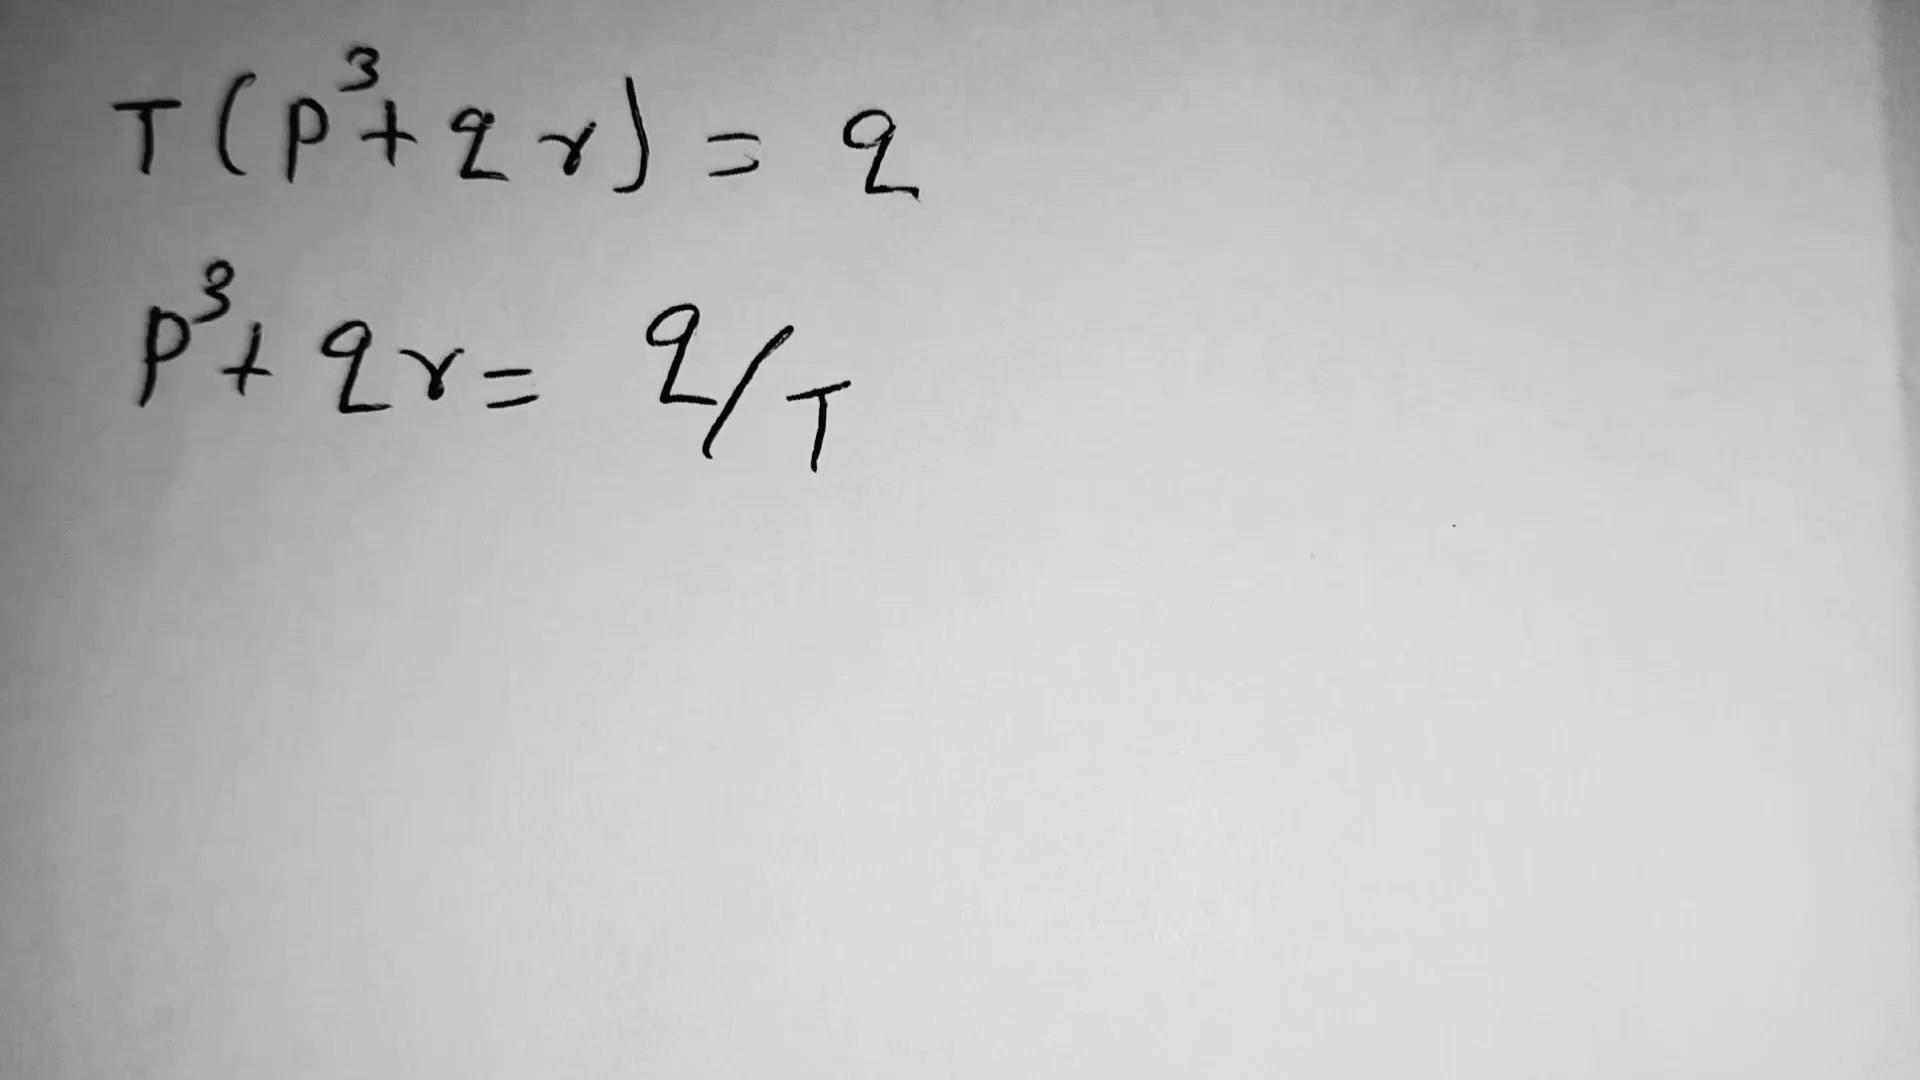 T(p³+qr) = q
p³+ qr= q/T